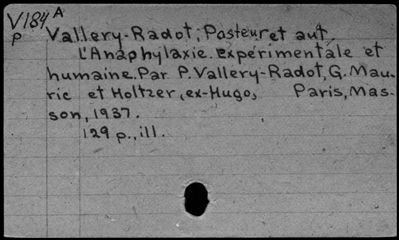 V184 A
p Vallery-Radot, Pasteur et aut.
L'Anaphylaxie expérimentale et
humaine. Par P. Vallery-Radot, G. Mau-
ric et Holtzer, ex-Hugo, Paris, Mas-
son, 1937.
129 p., ill.